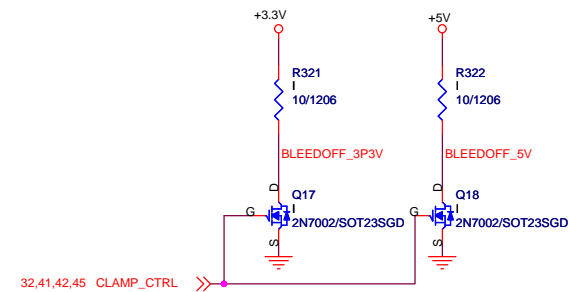 +3.3V
+5V
R321
I
10/1206
R322
I
10/1206
BLEEDOFF_3P3V
BLEEDOFF_5V
D
G
S
Q17
I
2N7002/SOT23SGD
D
G
S
Q18
I
2N7002/SOT23SGD
32,41,42,45 CLAMP_CTRL